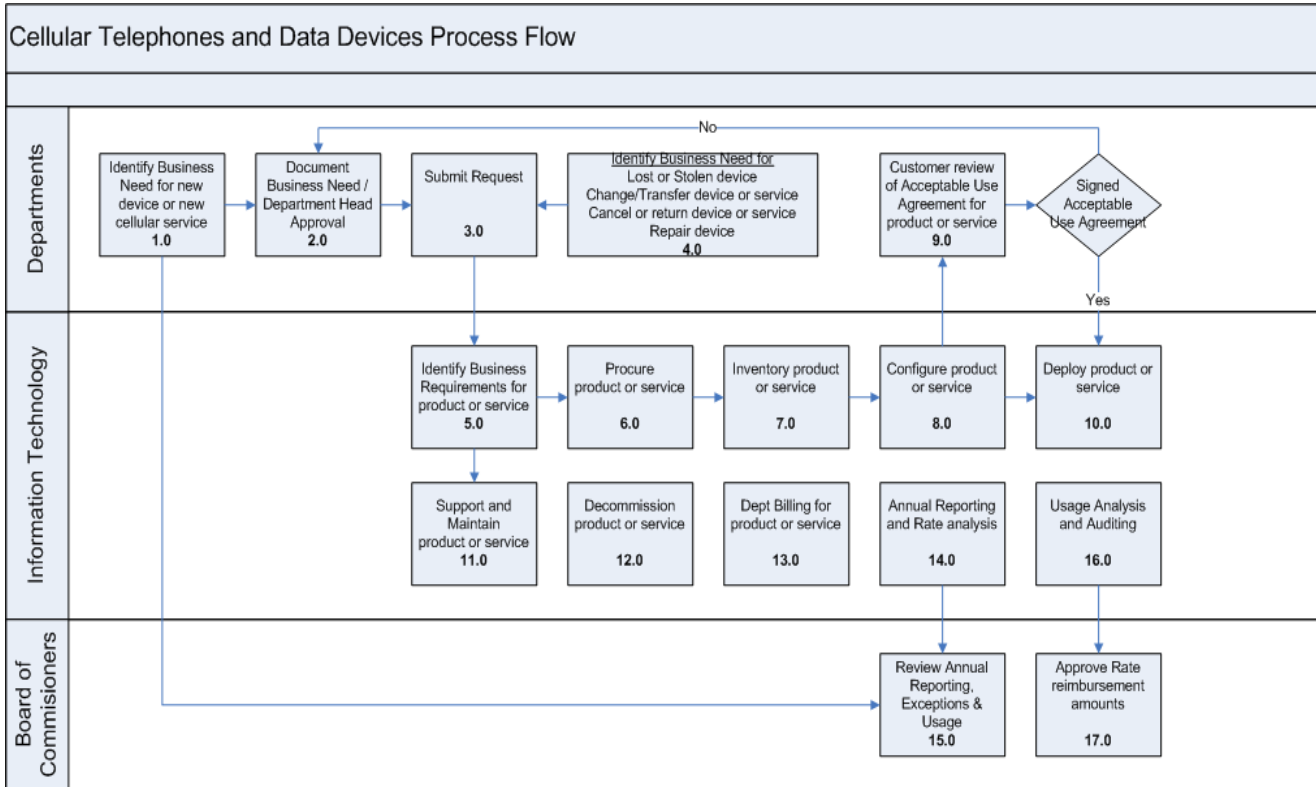 Cellular Telephones and Data Devices Process Flow
Departments
No
Identify Business
Need for new
device or new
cellular service
1.0
Document
Business Need /
Department Head
Approval
2.0
Submit Request
3.0
Identify Business Need for
Lost or Stolen device
Change/Transfer device or service
Cancel or return device or service
Repair device
4.0
Customer review
of Acceptable Use
Agreement for
product or service
9.0
Signed
Acceptable
Use Agreement
Yes
Information Technology
Identify Business
Requirements for
product or service
5.0
Procure
product or service
6.0
Inventory product
or service
7.0
Configure product
or service
8.0
Deploy product or
service
10.0
Support and
Maintain
product or service
11.0
Decommission
product or service
12.0
Dept Billing for
product or service
13.0
Annual Reporting
and Rate analysis
14.0
Usage Analysis
and Auditing
16.0
Board of
Commisioners
Review Annual
Reporting,
Exceptions &
Usage
15.0
Approve Rate
reimbursement
amounts
17.0